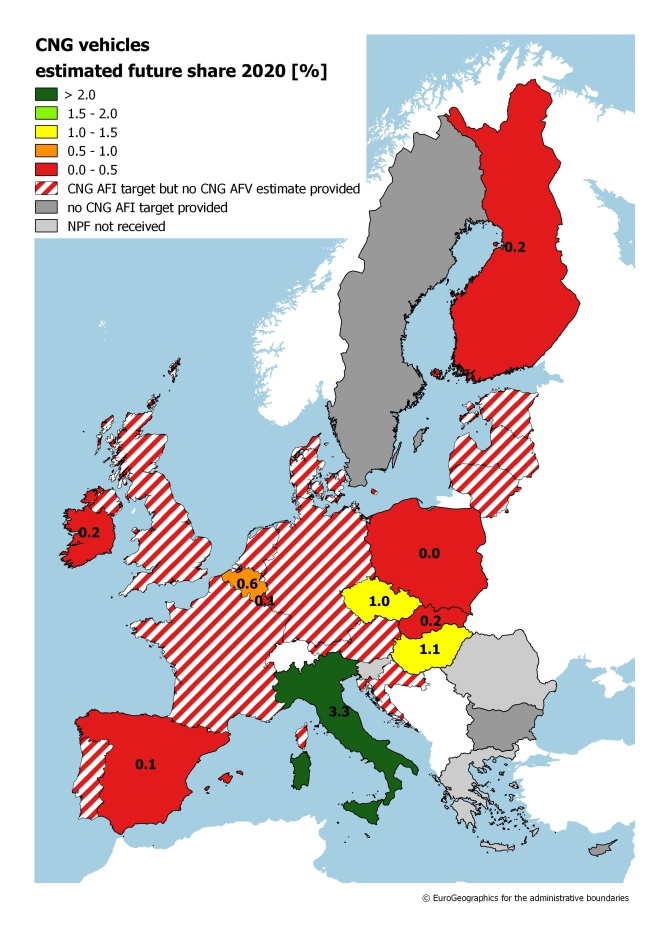 CNG vehicles
estimated future share 2020 [%]
> 2.0
1.5 - 2.0
1.0 - 1.5
0.5 - 1.0
0.0 - 0.5
CNG AFI target but no CNG AFV estimate provided
no CNG AFI target provided
NPF not received
0.2
0.2
0.0
0.6
0.1
1.0
0.2
1.1
3.3
0.1
© EuroGeographics for the administrative boundaries